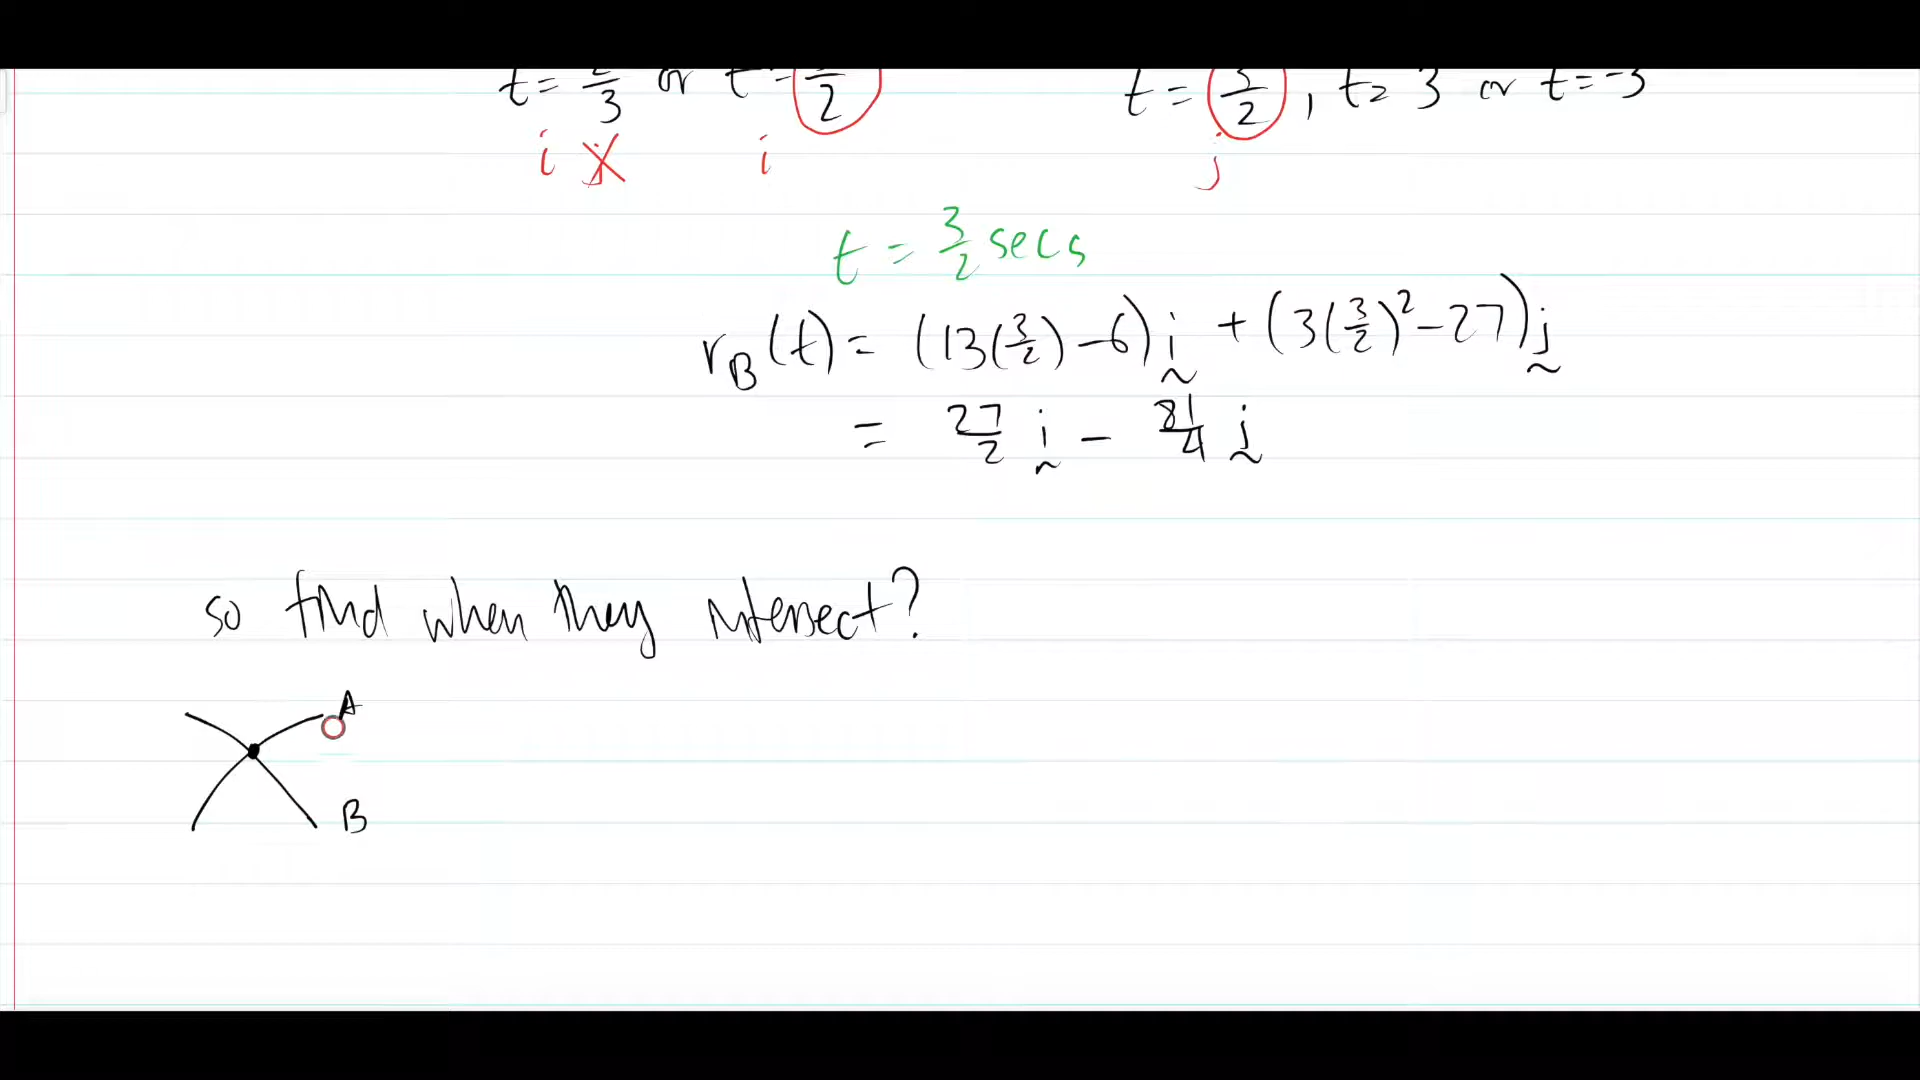 t = 2/3 or t = 3/2 t = 3/2, t = 3 or t = -3
i j i j
t = 3/2 secs
r_B(t) = (13(3/2) - 6) i + (3(3/2)² - 27) j
= 27/2 i - 81/4 j
so find when they intersect?
A
B